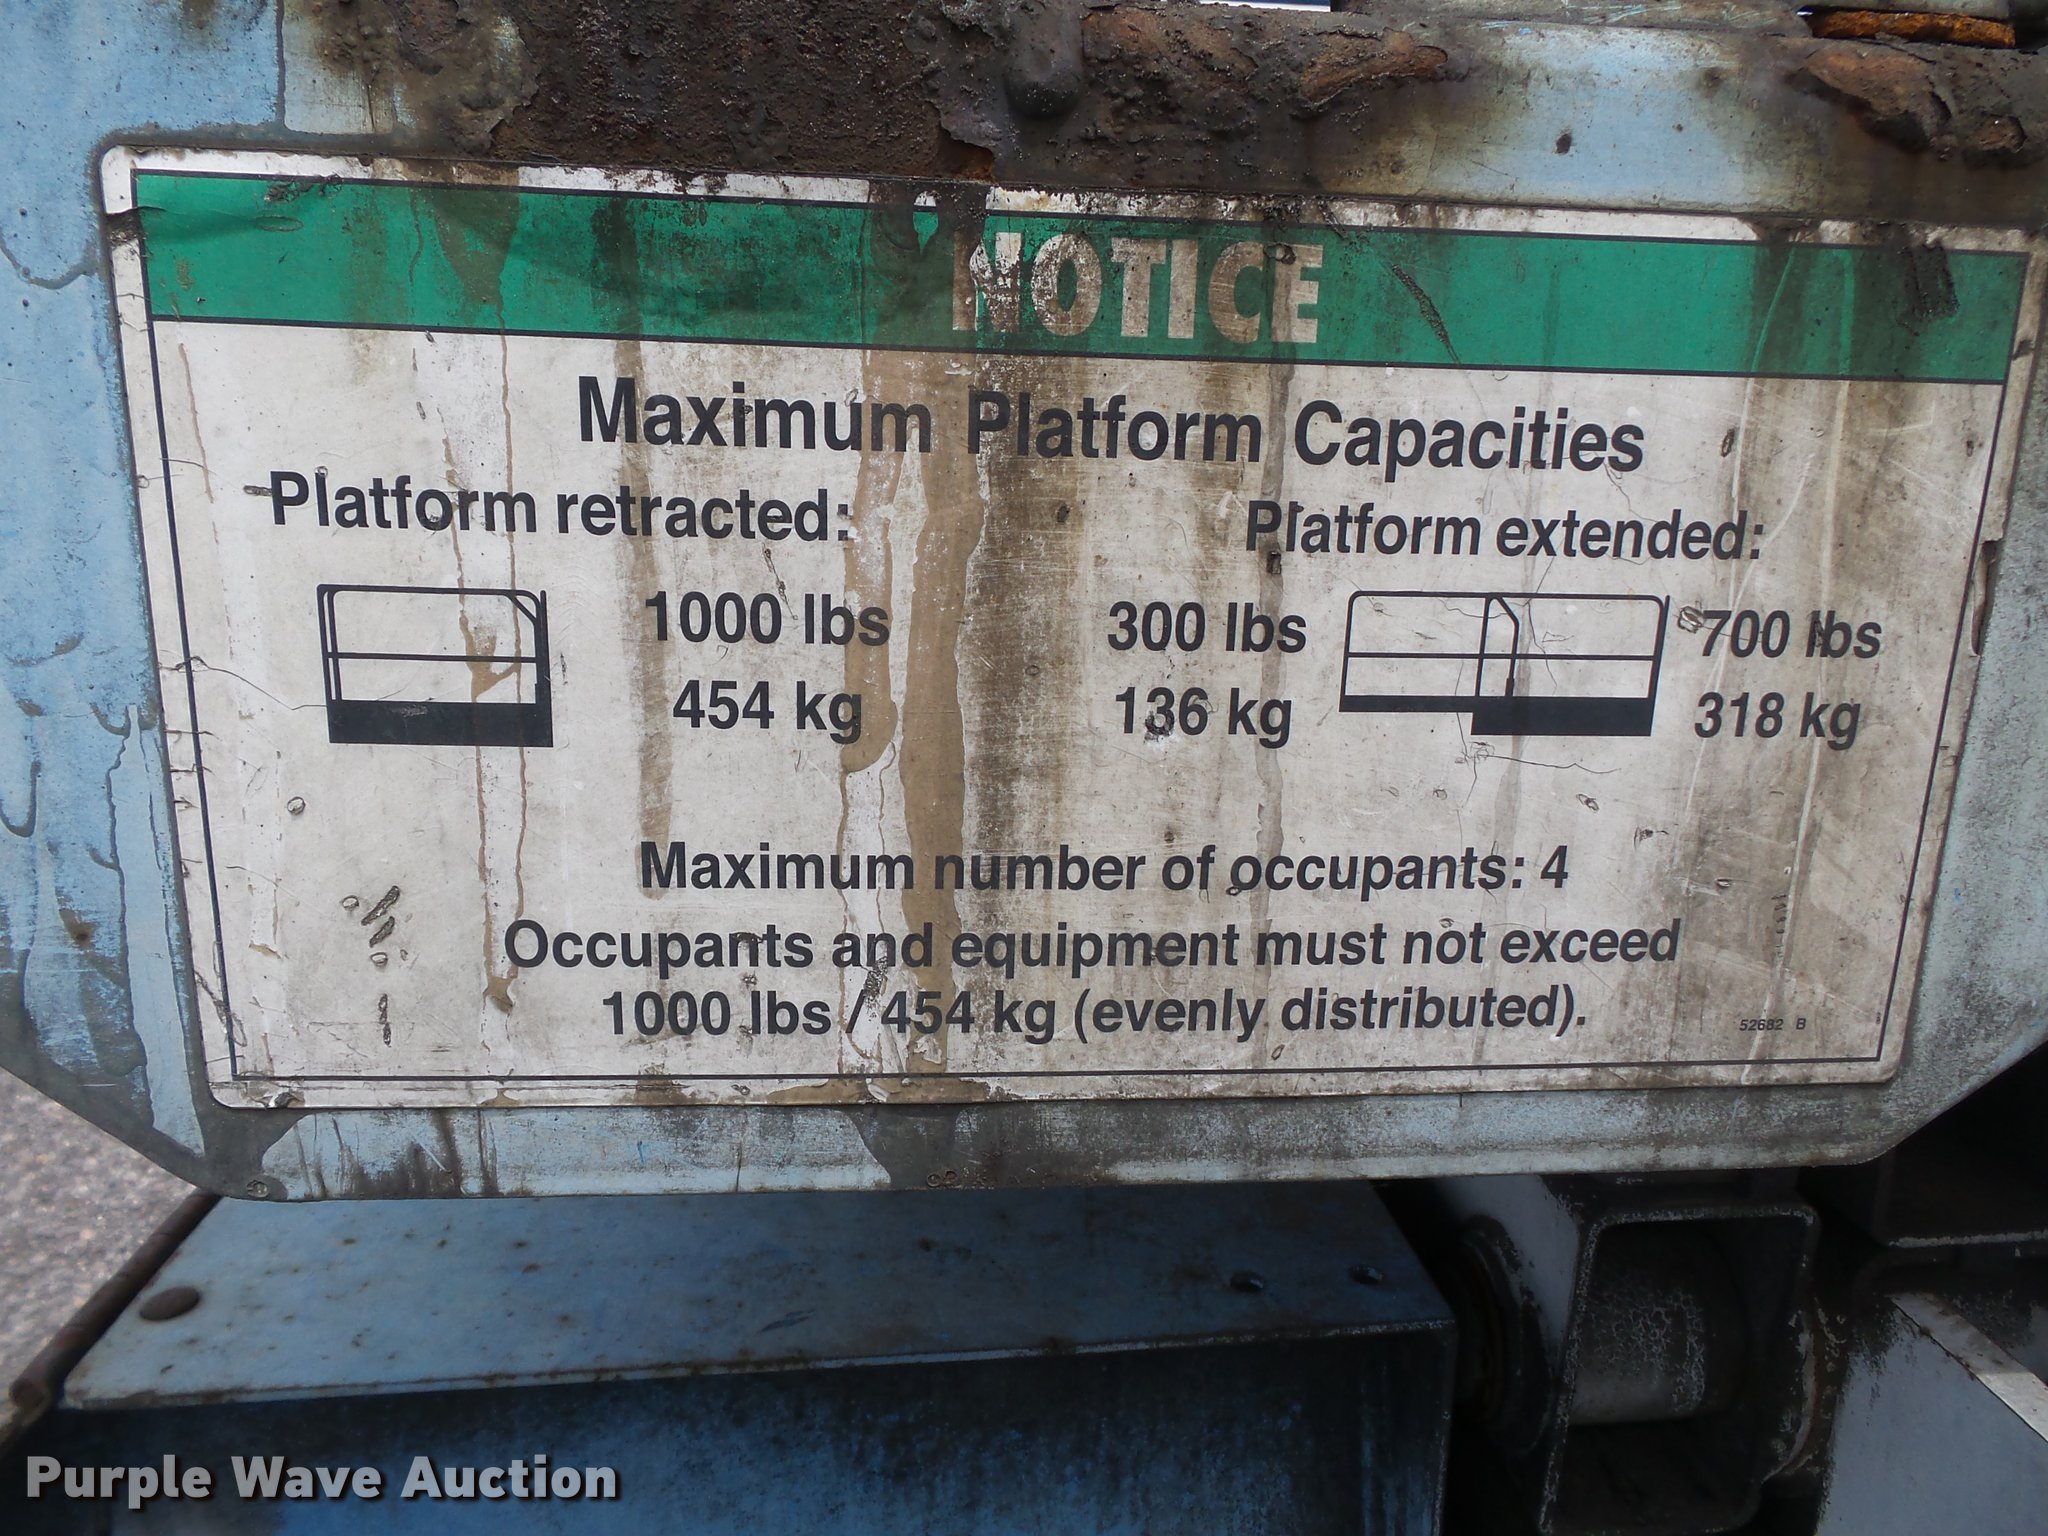 NOTICE
Maximum Platform Capacities
Platform retracted:
Platform extended:
1000 lbs
454 kg
300 lbs
136 kg
700 lbs
318 kg
Maximum number of occupants: 4
Occupants and equipment must not exceed
1000 lbs / 454 kg (evenly distributed).
52682 B
Purple Wave Auction